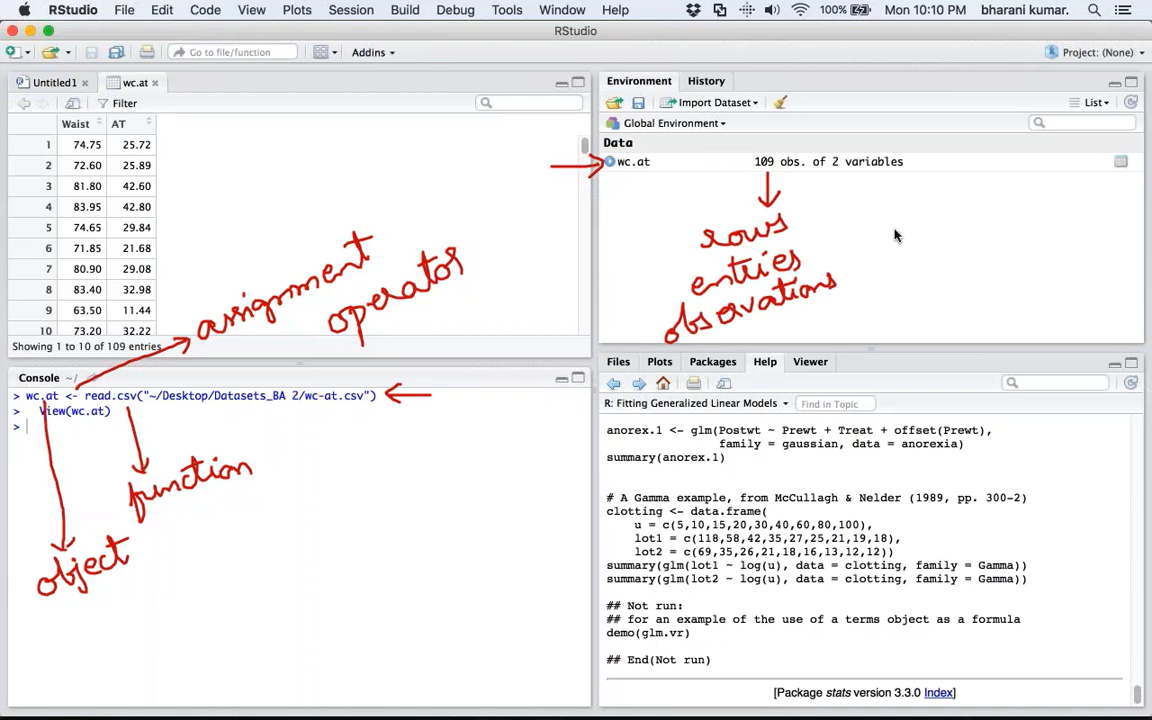 RStudio File Edit Code View Plots Session Build Debug Tools Window Help 100% Mon 10:10 PM bharani kumar.
RStudio
Go to file/function Addins Project: (None)
Untitled1 wc.at
Filter
Waist AT
1 74.75 25.72
2 72.60 25.89
3 81.80 42.60
4 83.95 42.80
5 74.65 29.84
6 71.85 21.68
7 80.90 29.08
8 83.40 32.98
9 63.50 11.44
10 73.20 32.22
Showing 1 to 10 of 109 entries
assignment
operator
Console ~/
> wc.at <- read.csv("~/Desktop/Datasets_BA 2/wc-at.csv")
> View(wc.at)
>
function
object
Environment History
Import Dataset List
Global Environment
Data
wc.at 109 obs. of 2 variables
rows
entries
observations
Files Plots Packages Help Viewer
R: Fitting Generalized Linear Models Find in Topic
anorex.1 <- glm(Postwt ~ Prewt + Treat + offset(Prewt),
family = gaussian, data = anorexia)
summary(anorex.1)
# A Gamma example, from McCullagh & Nelder (1989, pp. 300-2)
clotting <- data.frame(
u = c(5,10,15,20,30,40,60,80,100),
lot1 = c(118,58,42,35,27,25,21,19,18),
lot2 = c(69,35,26,21,18,16,13,12,12))
summary(glm(lot1 ~ log(u), data = clotting, family = Gamma))
summary(glm(lot2 ~ log(u), data = clotting, family = Gamma))
## Not run:
## for an example of the use of a terms object as a formula
demo(glm.vr)
## End(Not run)
[Package stats version 3.3.0 Index]